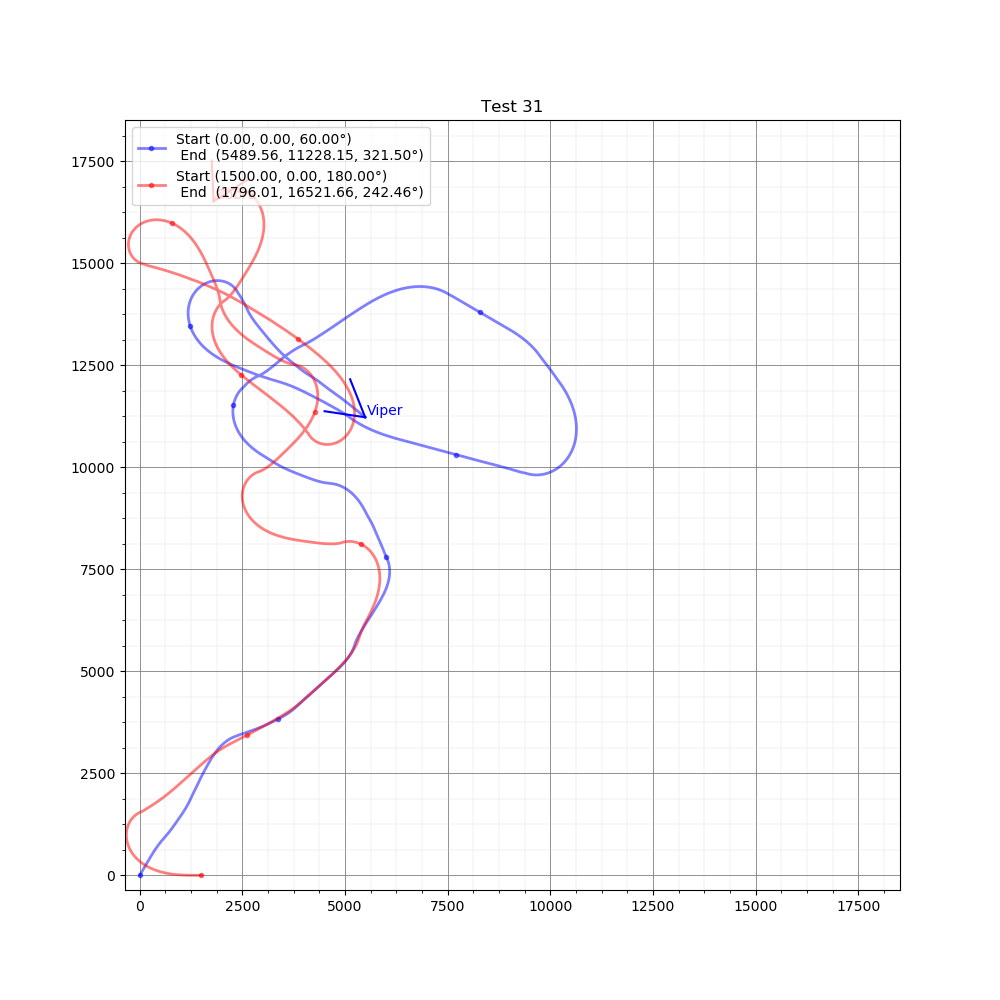 Test 31
Start (0.00, 0.00, 60.00°)
End (5489.56, 11228.15, 321.50°)
Start (1500.00, 0.00, 180.00°)
End (1796.01, 16521.66, 242.46°)
17500
15000
12500
10000
7500
5000
2500
0
Viper
0 2500 5000 7500 10000 12500 15000 17500